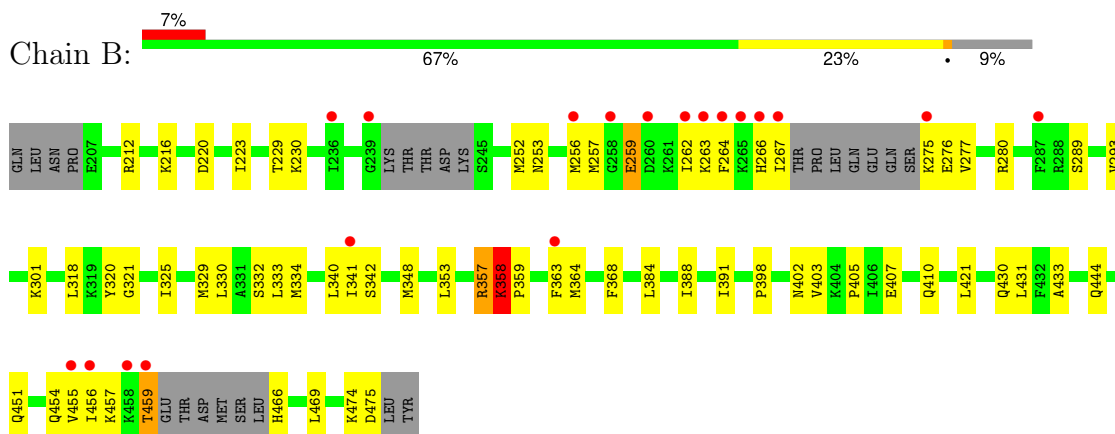 7%
Chain B:
67% 23% • 9%
GLN LEU ASN PRO E207 R212 K216 D220 I223 T229 K230 I236 G239 LYS THR THR ASP LYS S245 M252 N253 M256 M257 G258 E259 D260 K261 I262 K263 F264 K265 H266 I267 THR PRO LEU GLN GLU GLN SER K275 E276 V277 R280 F287 R288 S289
K301 L318 K319 Y320 G321 I325 M329 L330 A331 S332 L333 M334 L340 I341 S342 M348 L353 R357 K358 P359 F363 M364 F368 L384 I388 I391 P398 N402 V403 K404 P405 I406 E407 Q410 L421 Q430 L431 F432 A433 Q444
Q451 Q454 V455 I456 K457 K458 T459 GLU THR ASP MET SER LEU H466 L469 K474 D475 LEU TYR